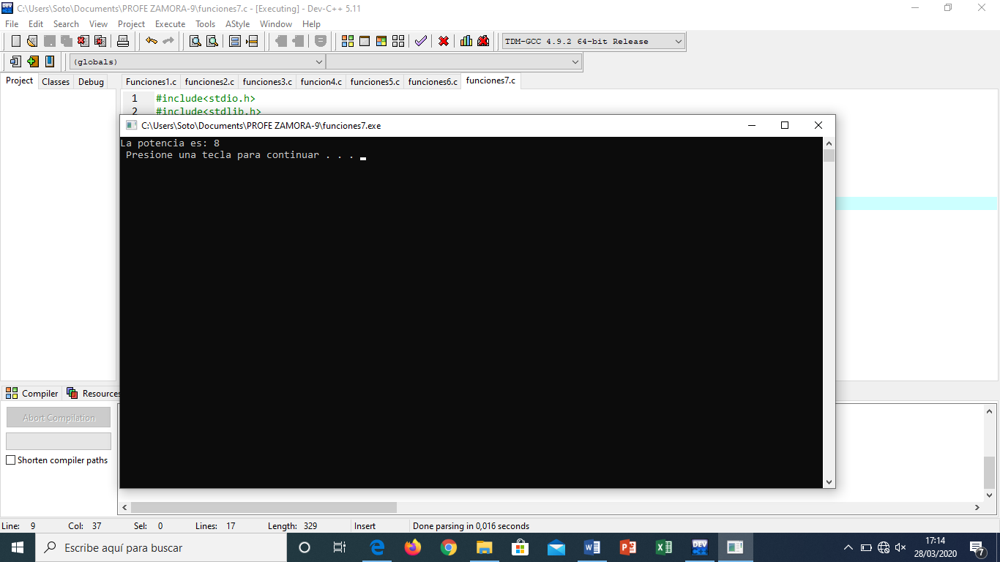 C:\Users\Soto\Documents\PROFE ZAMORA-9\funciones7.c - [Executing] - Dev-C++ 5.11
File Edit Search View Project Execute Tools AStyle Window Help
TDM-GCC 4.9.2 64-bit Release
(globals)
Project Classes Debug
Funciones1.c funciones2.c funciones3.c funcion4.c funciones5.c funciones6.c funciones7.c
1 #include<stdio.h>
2 #include<stdlib.h>
C:\Users\Soto\Documents\PROFE ZAMORA-9\funciones7.exe
La potencia es: 8
Presione una tecla para continuar . . .
Compiler Resources
Abort Compilation
Shorten compiler paths
Line: 9 Col: 37 Sel: 0 Lines: 17 Length: 329 Insert Done parsing in 0,016 seconds
Escribe aquí para buscar
DEV
17:14
28/03/2020
7